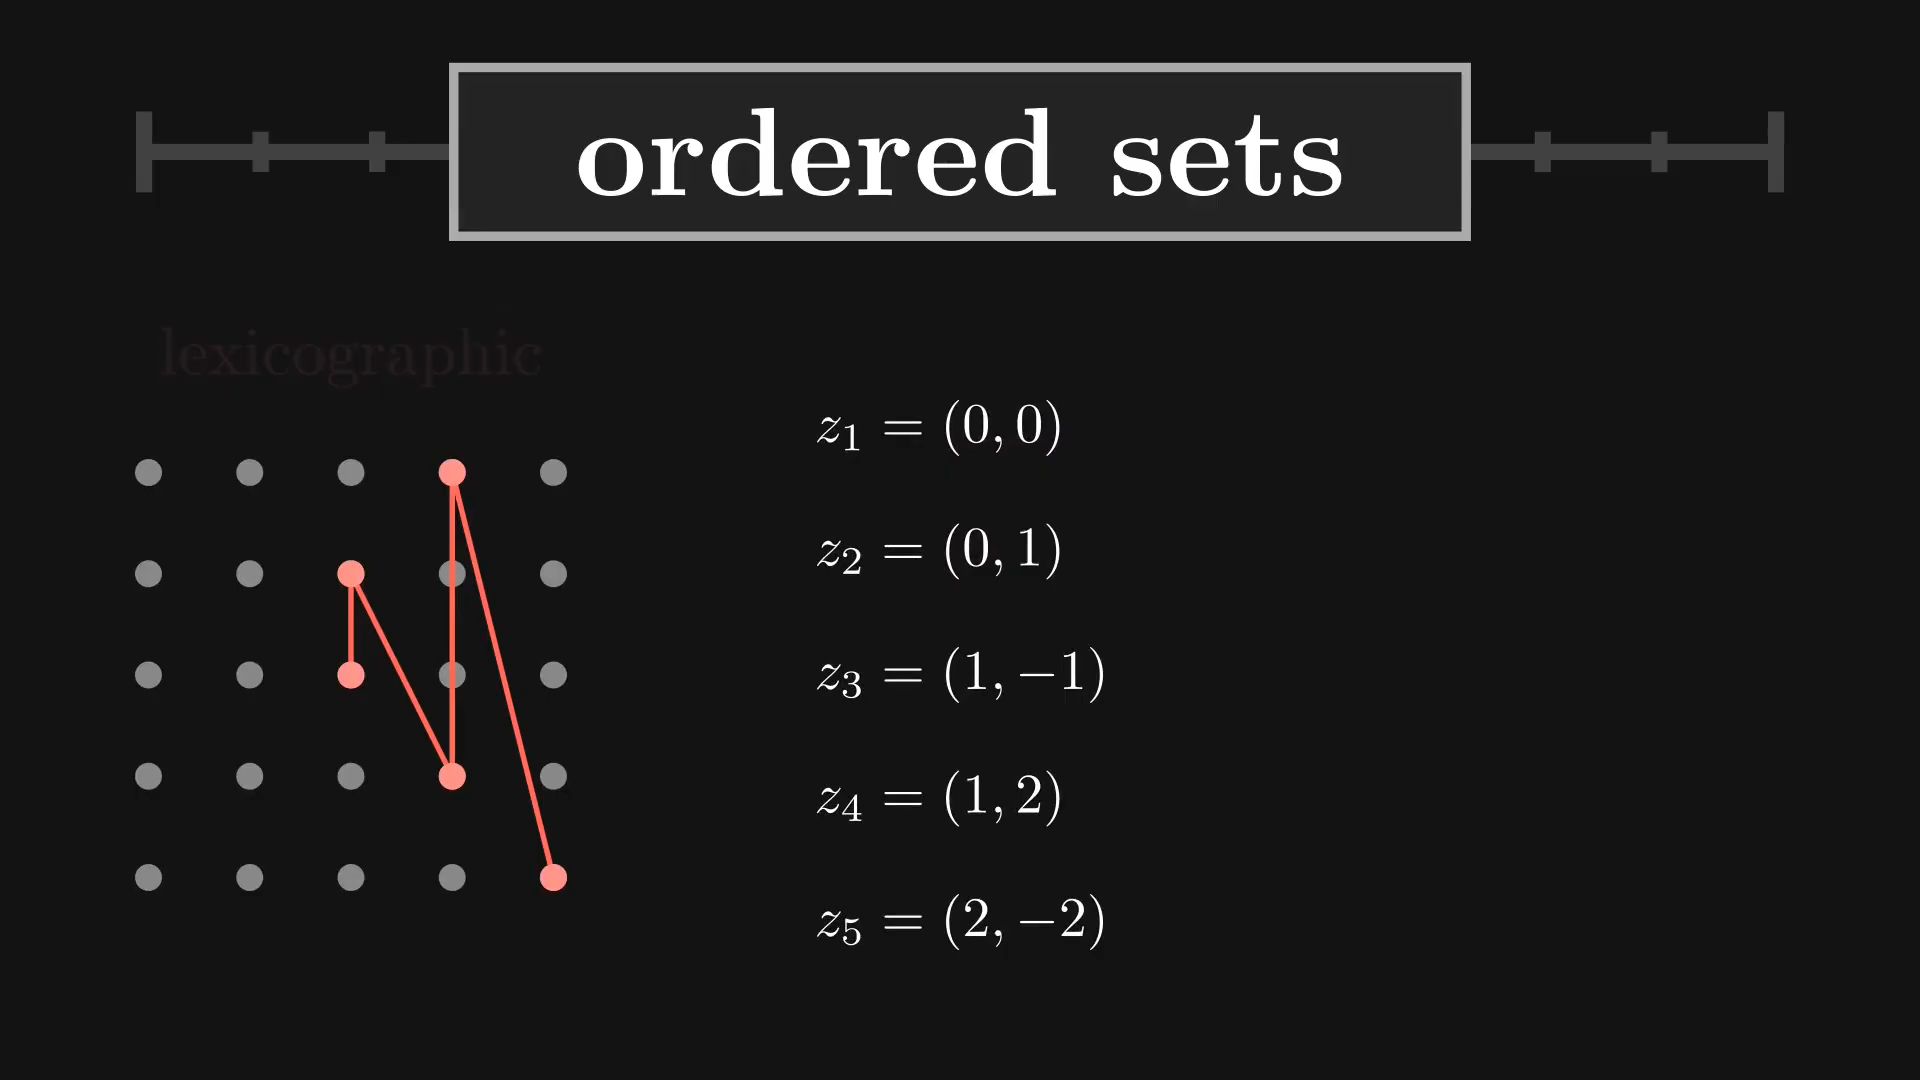 ordered sets
lexicographic
z₁ = (0, 0)
z₂ = (0, 1)
z₃ = (1, −1)
z₄ = (1, 2)
z₅ = (2, −2)